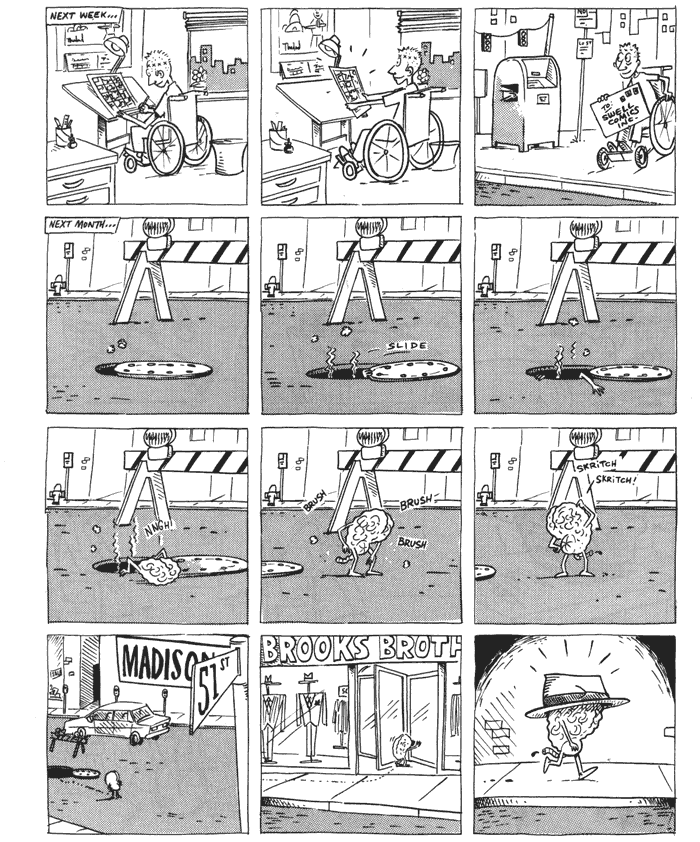 NEXT WEEK...
TO:
SWELL
COMICS
INC.
NEXT MONTH...
SLIDE
NNGH!
BRUSH
BRUSH
BRUSH
SKRITCH
SKRITCH!
MADISON
51ST
BROOKS BROTH